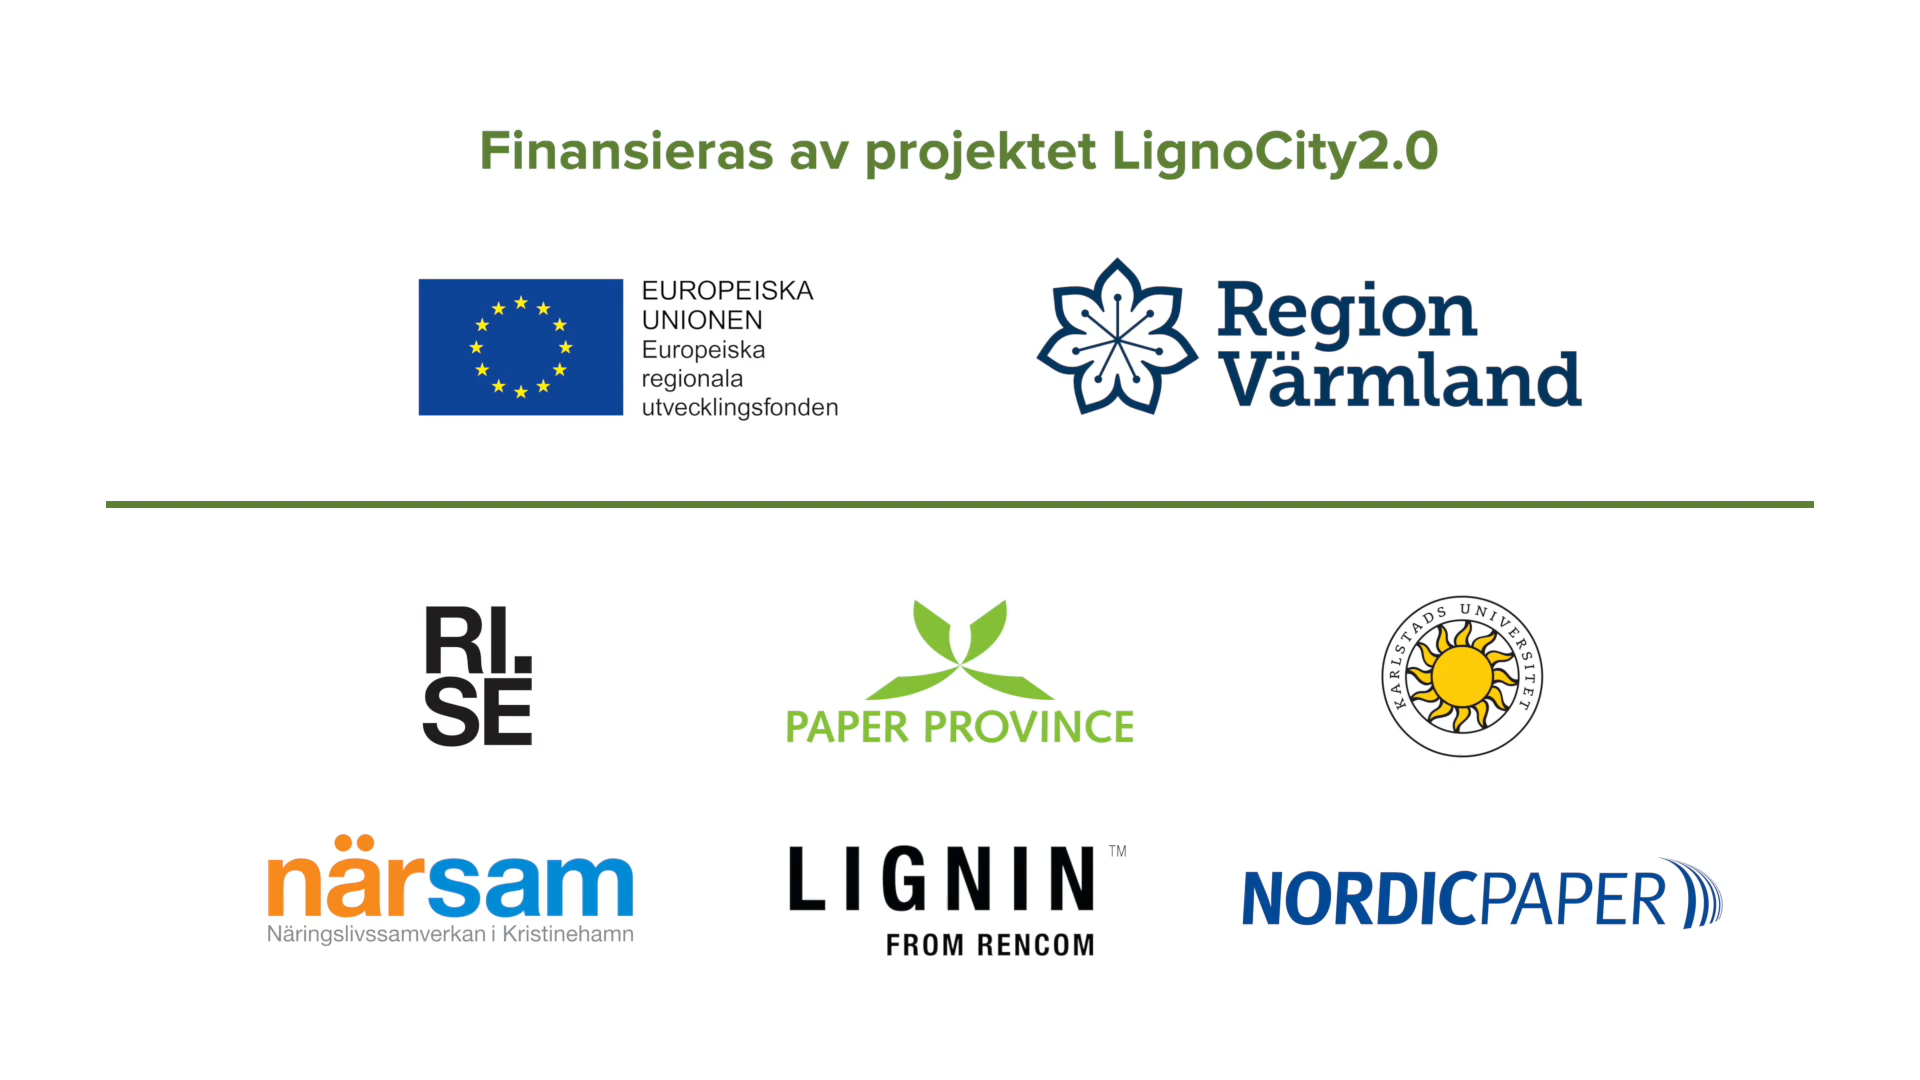 Finansieras av projektet LignoCity2.0
EUROPEISKA
UNIONEN
Europeiska
regionala
utvecklingsfonden
Region
Värmland
RI.
SE
PAPER PROVINCE
KARLSTADS UNIVERSITET
närsam
Näringslivssamverkan i Kristinehamn
LIGNIN™
FROM RENCOM
NORDICPAPER